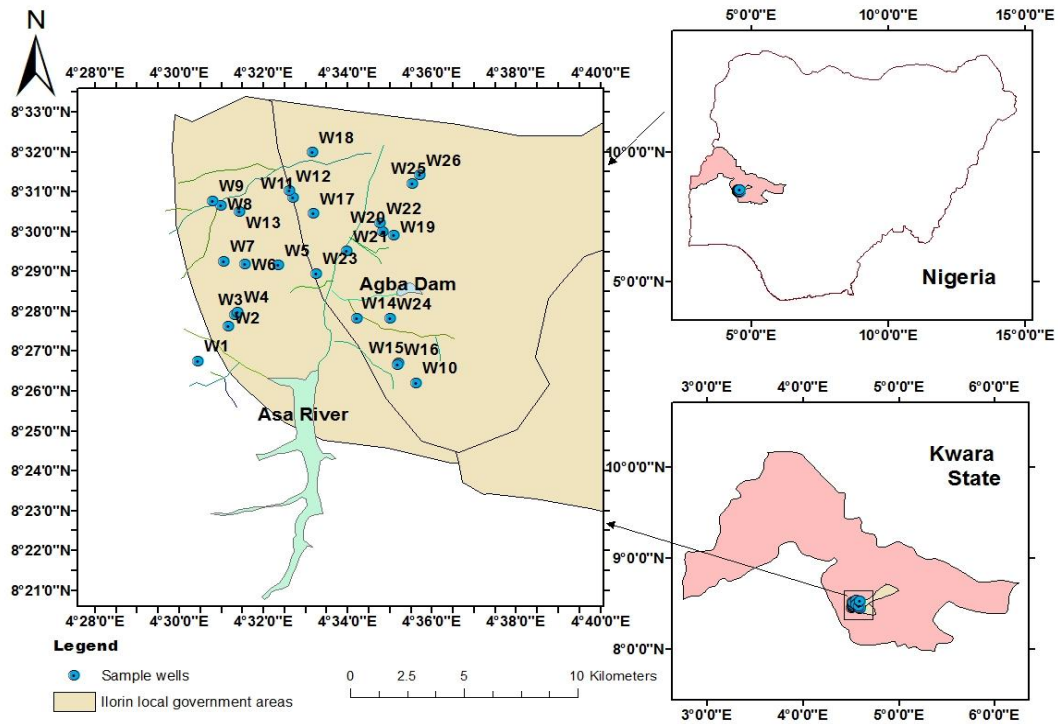 N
4°28'0"E 4°30'0"E 4°32'0"E 4°34'0"E 4°36'0"E 4°38'0"E 4°40'0"E
8°33'0"N
8°32'0"N
8°31'0"N
8°30'0"N
8°29'0"N
8°28'0"N
8°27'0"N
8°26'0"N
8°25'0"N
8°24'0"N
8°23'0"N
8°22'0"N
8°21'0"N
W18
W25 W26
W9 W11 W12
W8 W17
W13 W20 W22
W21 W19
W7 W6 W5 W23
Agba Dam
W3 W4 W14 W24
W2
W1 W15 W16
W10
Asa River
4°28'0"E 4°30'0"E 4°32'0"E 4°34'0"E 4°36'0"E 4°38'0"E 4°40'0"E
Legend
Sample wells
Ilorin local government areas
0 2.5 5 10 Kilometers
5°0'0"E 10°0'0"E 15°0'0"E
10°0'0"N
5°0'0"N
Nigeria
5°0'0"E 10°0'0"E 15°0'0"E
3°0'0"E 4°0'0"E 5°0'0"E 6°0'0"E
10°0'0"N
9°0'0"N
8°0'0"N
Kwara
State
3°0'0"E 4°0'0"E 5°0'0"E 6°0'0"E